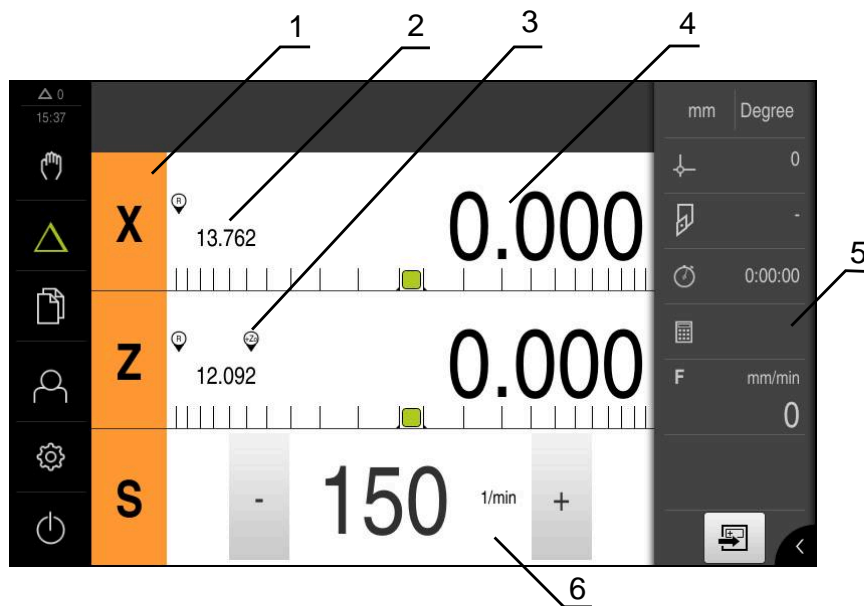 1 2 3 4
0
15:37
mm Degree
0
X R 13.762 0.000
-
5
0:00:00
Z R +Zo 12.092 0.000
F mm/min
0
S - 150 1/min +
6